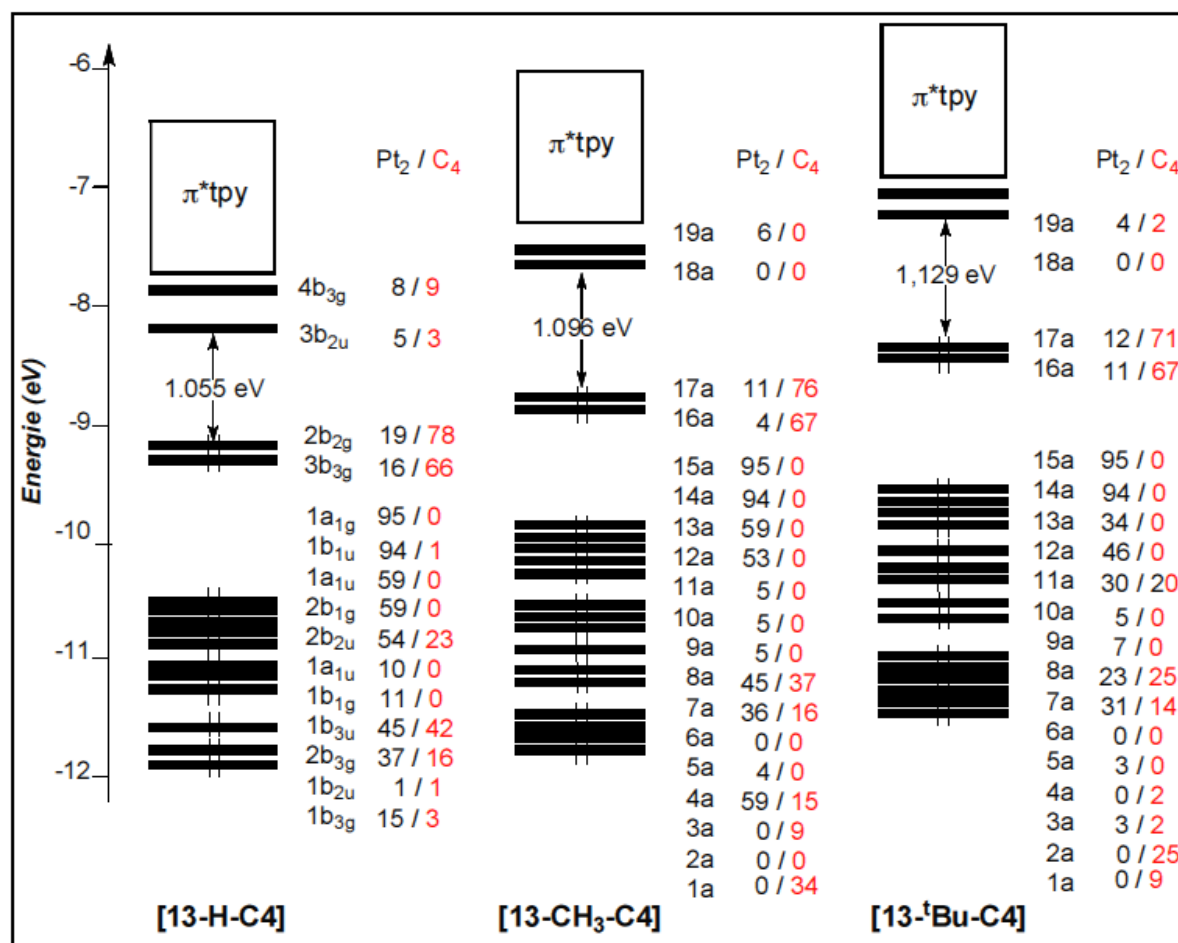 Energie (eV)
-6
-7
-8
-9
-10
-11
-12
π*tpy
Pt2 / C4
4b3g 8 / 9
3b2u 5 / 3
1.055 eV
2b2g 19 / 78
3b3g 16 / 66
1a1g 95 / 0
1b1u 94 / 1
1a1u 59 / 0
2b1g 59 / 0
2b2u 54 / 23
1a1u 10 / 0
1b1g 11 / 0
1b3u 45 / 42
2b3g 37 / 16
1b2u 1 / 1
1b3g 15 / 3
[13-H-C4]
π*tpy
Pt2 / C4
19a 6 / 0
18a 0 / 0
1.096 eV
17a 11 / 76
16a 4 / 67
15a 95 / 0
14a 94 / 0
13a 59 / 0
12a 53 / 0
11a 5 / 0
10a 5 / 0
9a 5 / 0
8a 45 / 37
7a 36 / 16
6a 0 / 0
5a 4 / 0
4a 59 / 15
3a 0 / 9
2a 0 / 0
1a 0 / 34
[13-CH3-C4]
π*tpy
Pt2 / C4
19a 4 / 2
18a 0 / 0
1,129 eV
17a 12 / 71
16a 11 / 67
15a 95 / 0
14a 94 / 0
13a 34 / 0
12a 46 / 0
11a 30 / 20
10a 5 / 0
9a 7 / 0
8a 23 / 25
7a 31 / 14
6a 0 / 0
5a 3 / 0
4a 0 / 2
3a 3 / 2
2a 0 / 25
1a 0 / 9
[13-tBu-C4]